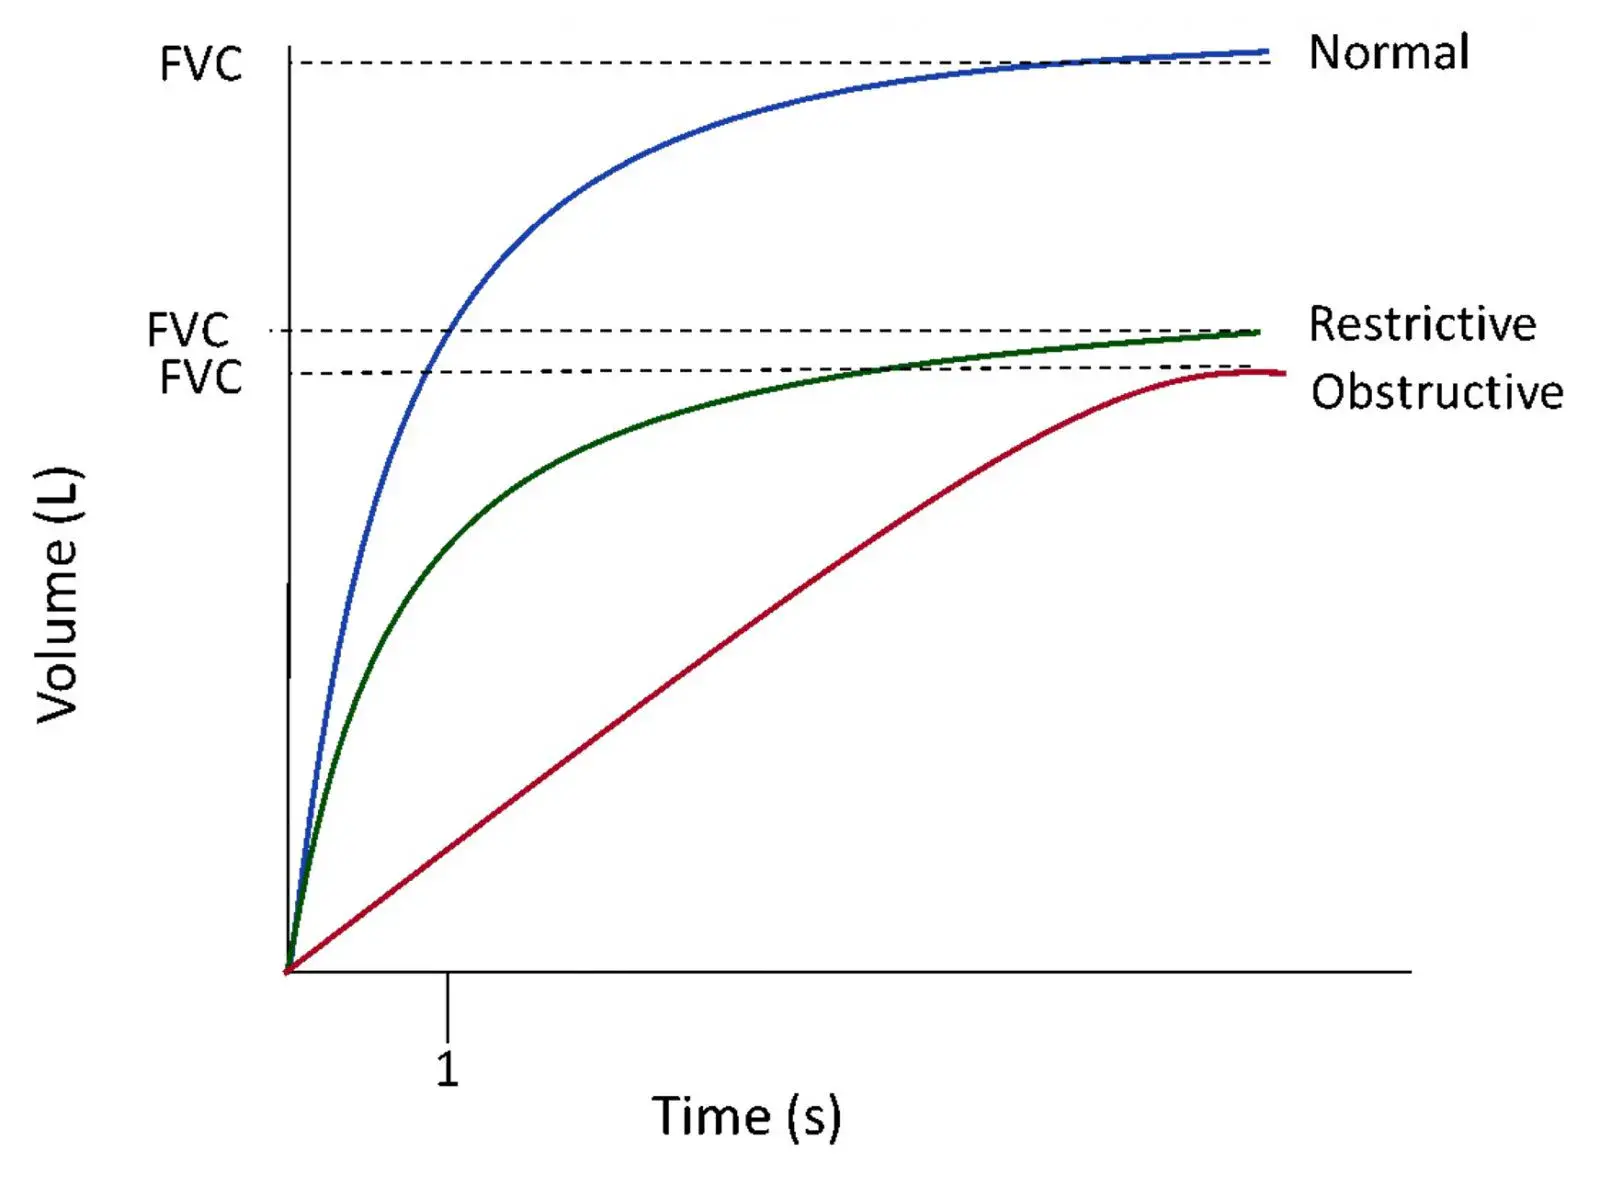 FVC
Normal
FVC
Restrictive
FVC
Obstructive
Volume (L)
1
Time (s)